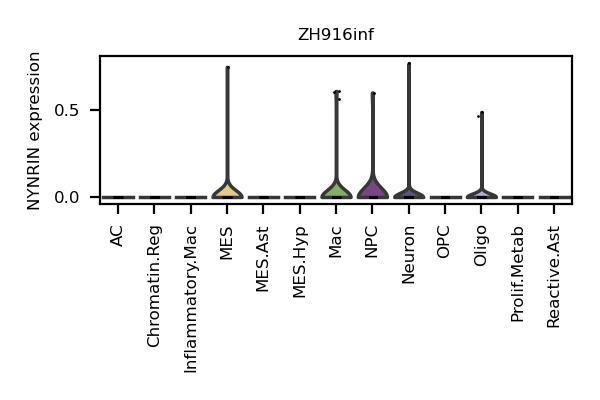 ZH916inf
NYNRIN expression
0.5
0.0
AC
Chromatin.Reg
Inflammatory.Mac
MES
MES.Ast
MES.Hyp
Mac
NPC
Neuron
OPC
Oligo
Prolif.Metab
Reactive.Ast